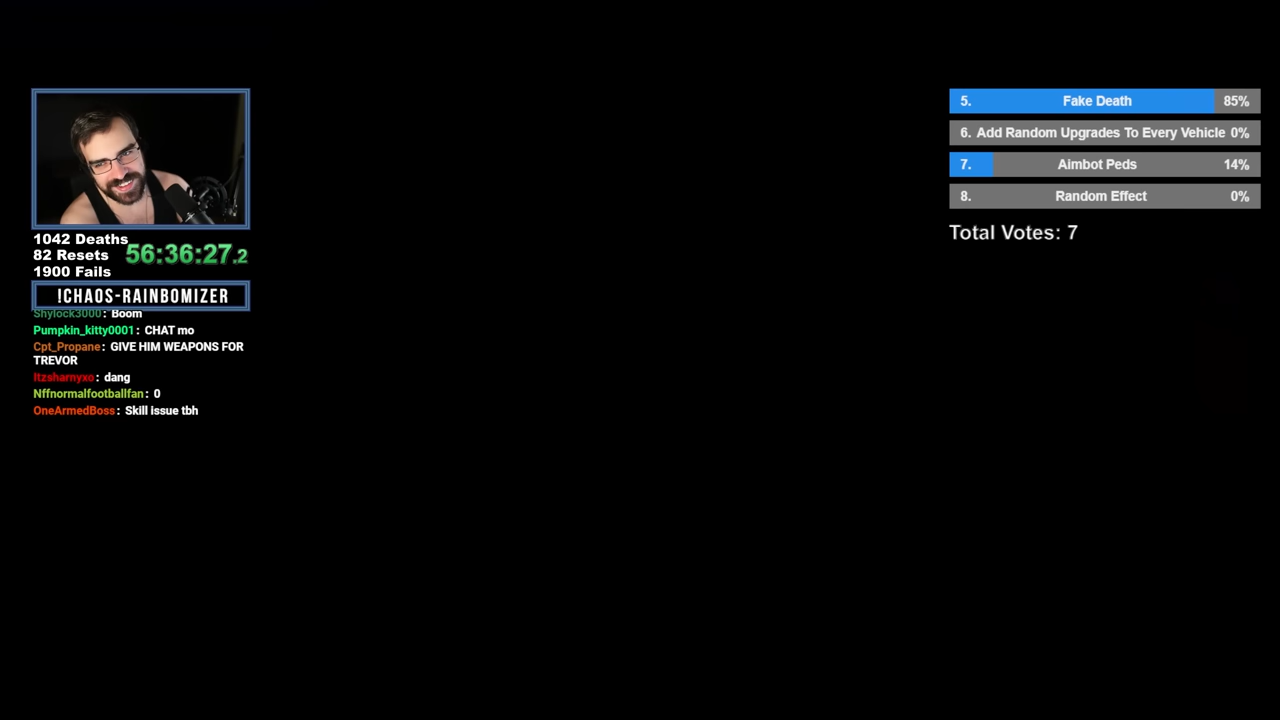 1042 Deaths
82 Resets
1900 Fails
56:36:27.2
!CHAOS-RAINBOMIZER
Shylock3000: Boom
Pumpkin_kitty0001: CHAT mo
Cpt_Propane: GIVE HIM WEAPONS FOR
TREVOR
Itzsharnyxo: dang
Nffnormalfootballfan: 0
OneArmedBoss: Skill issue tbh
5. Fake Death 85%
6. Add Random Upgrades To Every Vehicle 0%
7. Aimbot Peds 14%
8. Random Effect 0%
Total Votes: 7